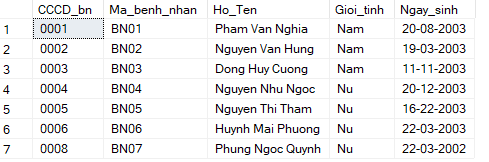 CCCD_bn Ma_benh_nhan Ho_Ten Gioi_tinh Ngay_sinh
1 0001 BN01 Pham Van Nghia Nam 20-08-2003
2 0002 BN02 Nguyen Van Hung Nam 19-03-2003
3 0003 BN03 Dong Huy Cuong Nam 11-11-2003
4 0004 BN04 Nguyen Nhu Ngoc Nu 20-12-2003
5 0005 BN05 Nguyen Thi Tham Nu 16-22-2003
6 0006 BN06 Huynh Mai Phuong Nu 22-03-2003
7 0008 BN07 Phung Ngoc Quynh Nu 22-03-2002